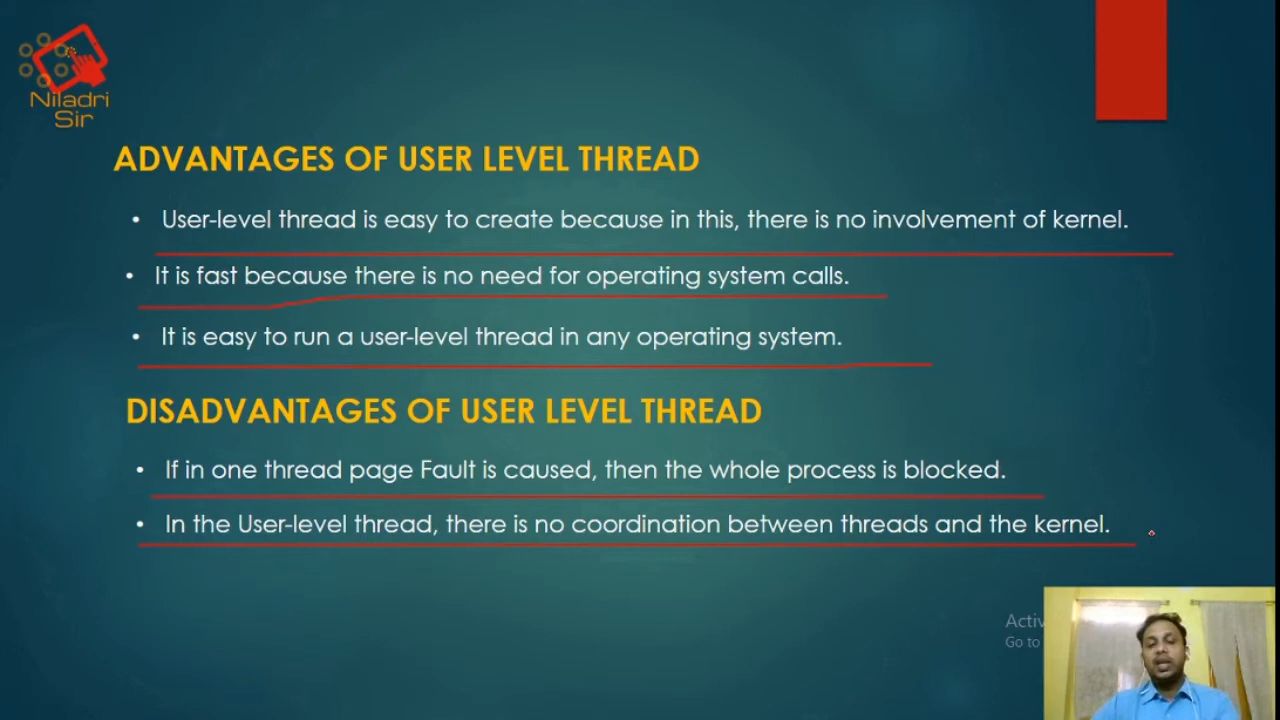 Niladri
Sir
ADVANTAGES OF USER LEVEL THREAD
• User-level thread is easy to create because in this, there is no involvement of kernel.
• It is fast because there is no need for operating system calls.
• It is easy to run a user-level thread in any operating system.
DISADVANTAGES OF USER LEVEL THREAD
• If in one thread page Fault is caused, then the whole process is blocked.
• In the User-level thread, there is no coordination between threads and the kernel.
Activ
Go to